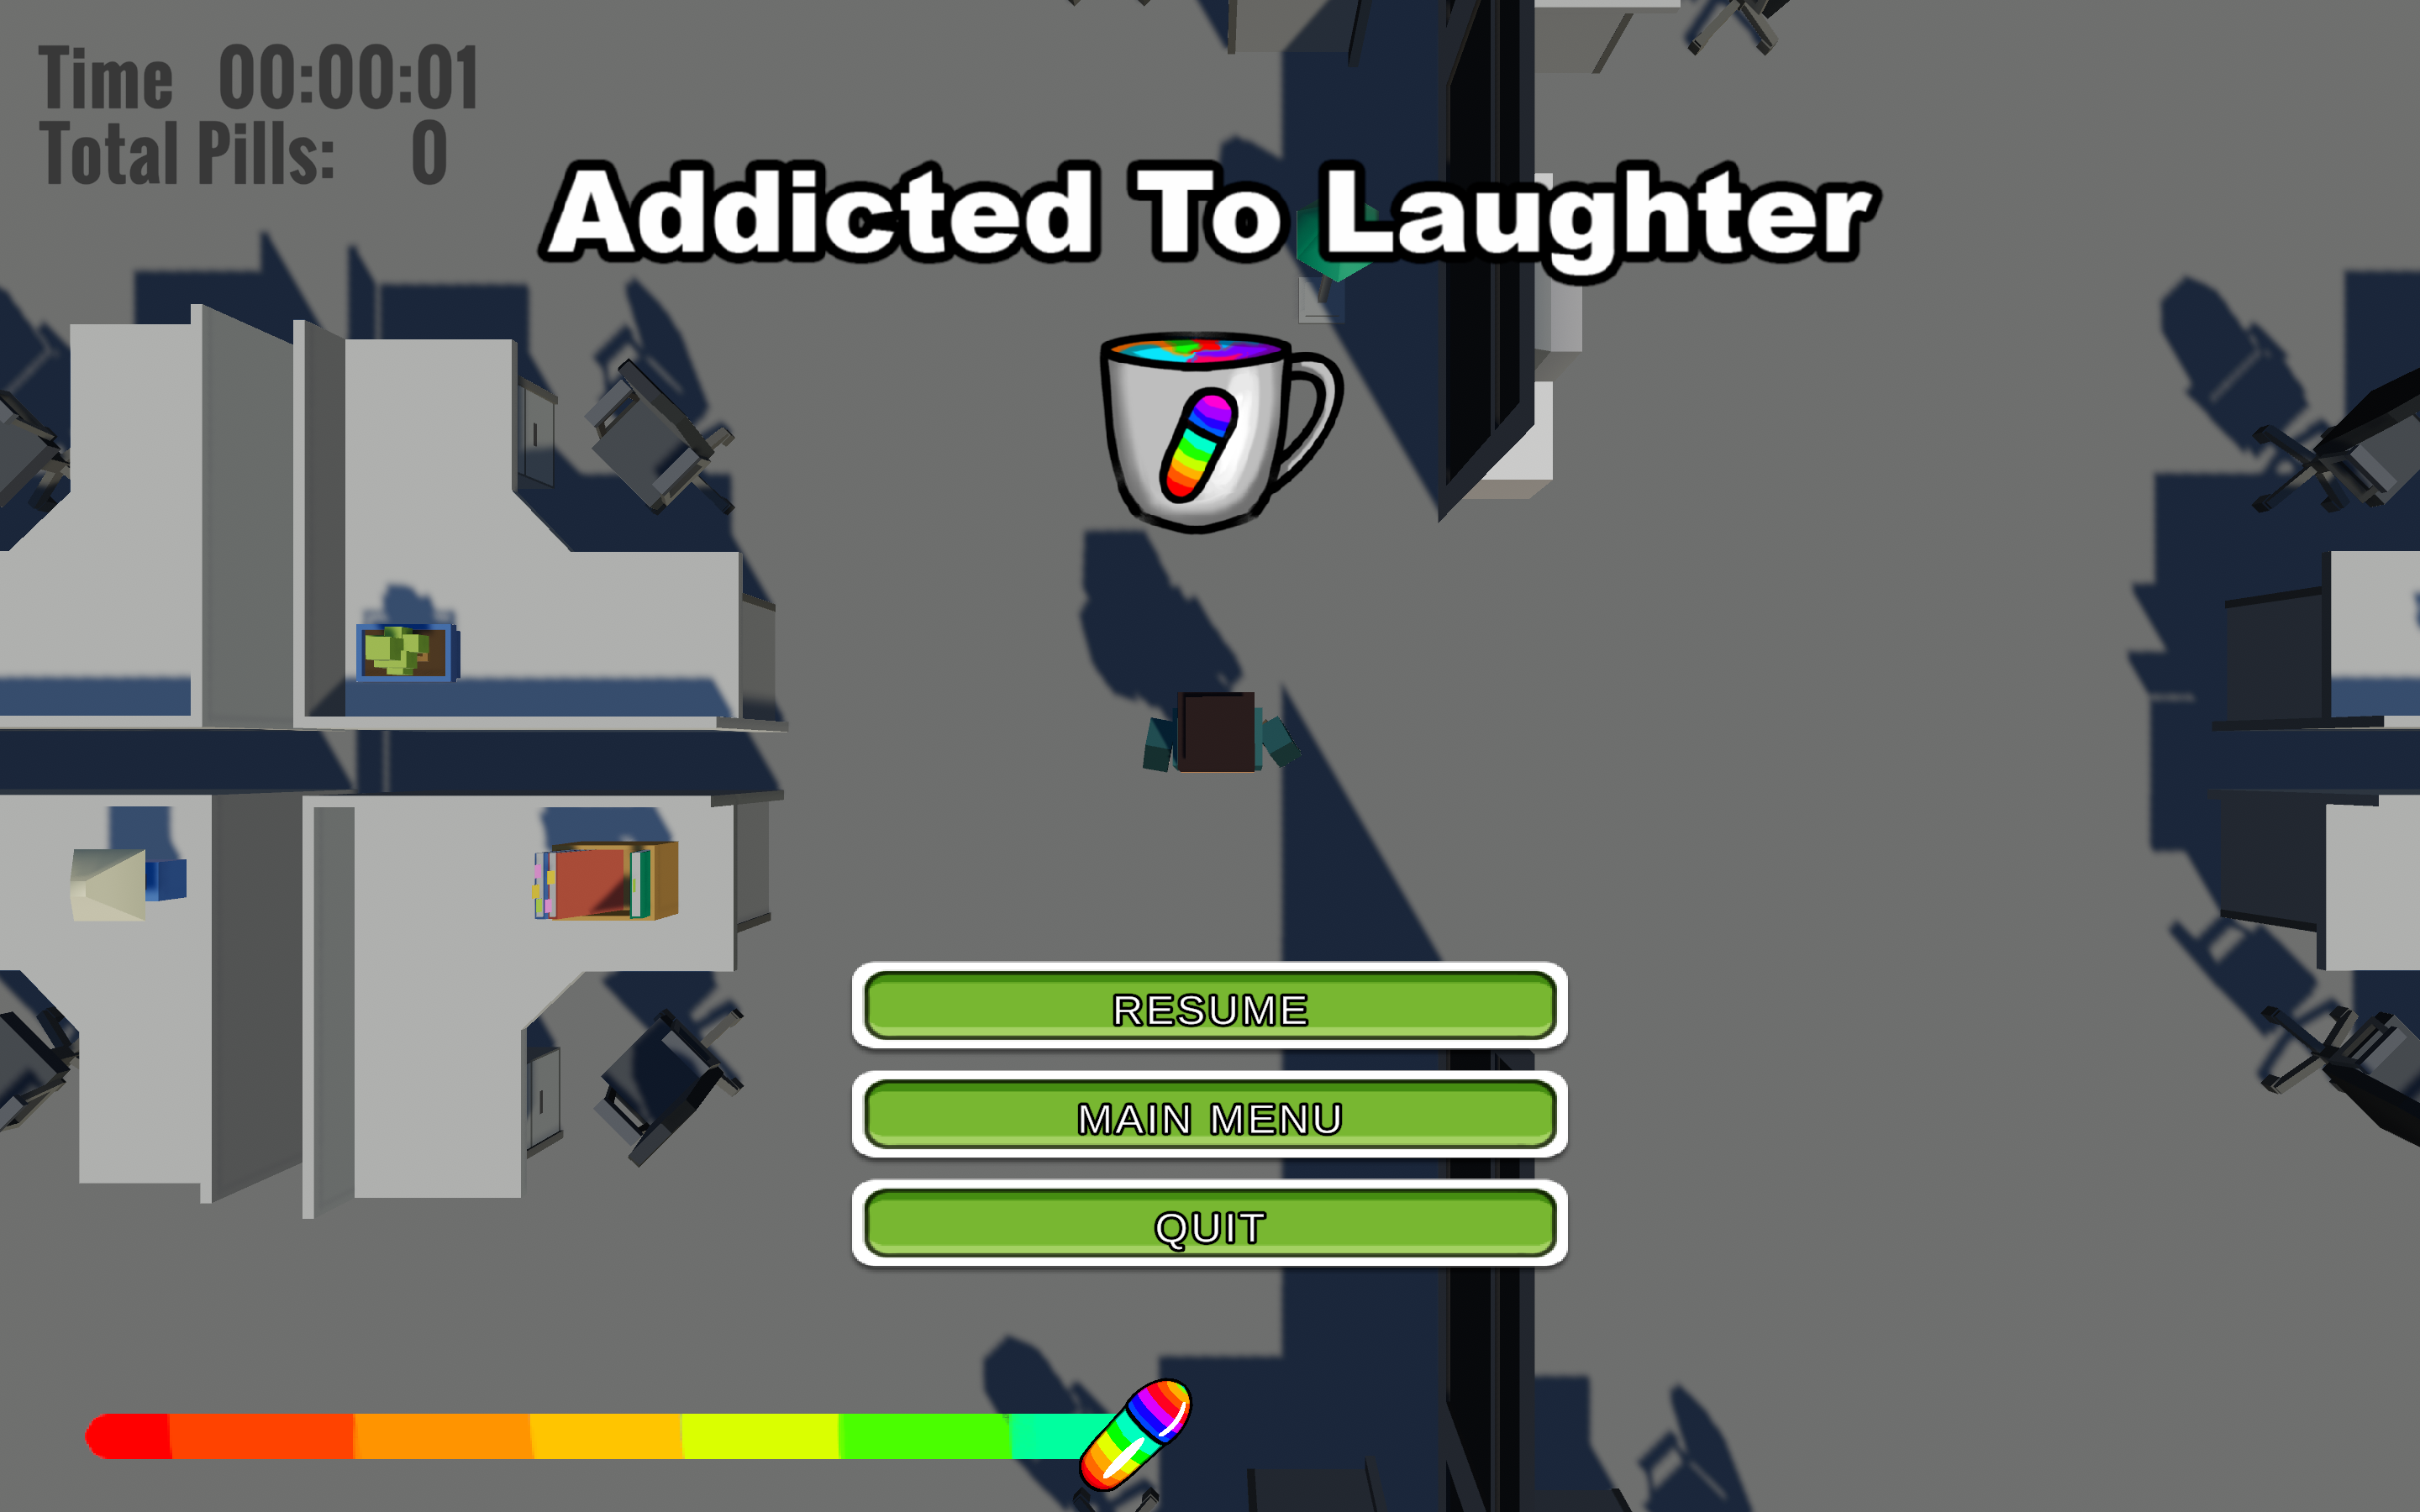 Time 00:00:01
Total Pills: 0
Addicted To Laughter
RESUME
MAIN MENU
QUIT